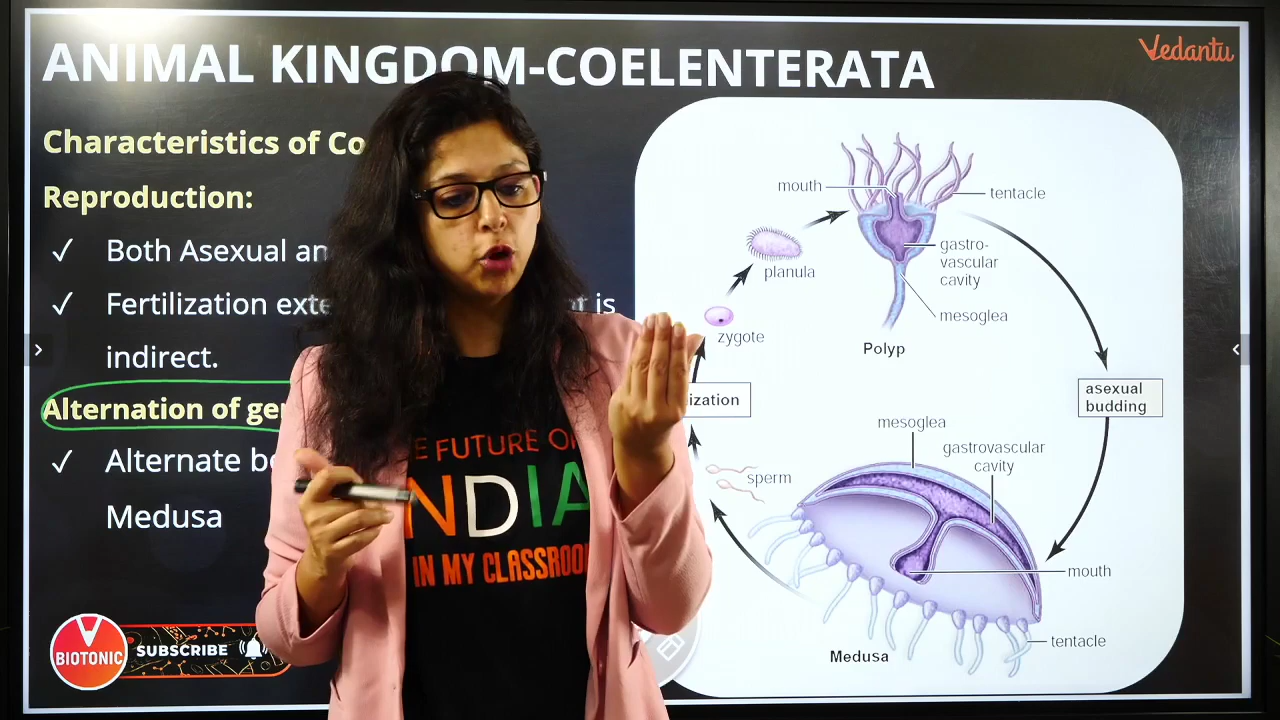 ANIMAL KINGDOM-COELENTERATA
Vedantu
Characteristics of Co
Reproduction:
✓ Both Asexual an
✓ Fertilization exte is
indirect.
Alternation of ge
✓ Alternate b
Medusa
V
BIOTONIC
SUBSCRIBE
E FUTURE O
NDIA
IN MY CLASSROO
mouth
tentacle
gastro-
vascular
cavity
planula
mesoglea
zygote
Polyp
ization
asexual
budding
mesoglea
gastrovascular
cavity
sperm
mouth
tentacle
Medusa